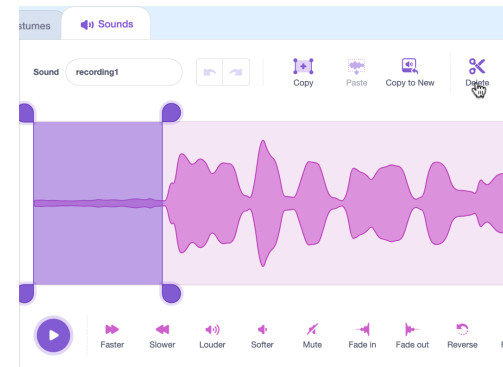 Sounds
Sound recording1 Copy Paste Copy to New Delete
Faster Slower Louder Softer Mute Fade in Fade out Reverse